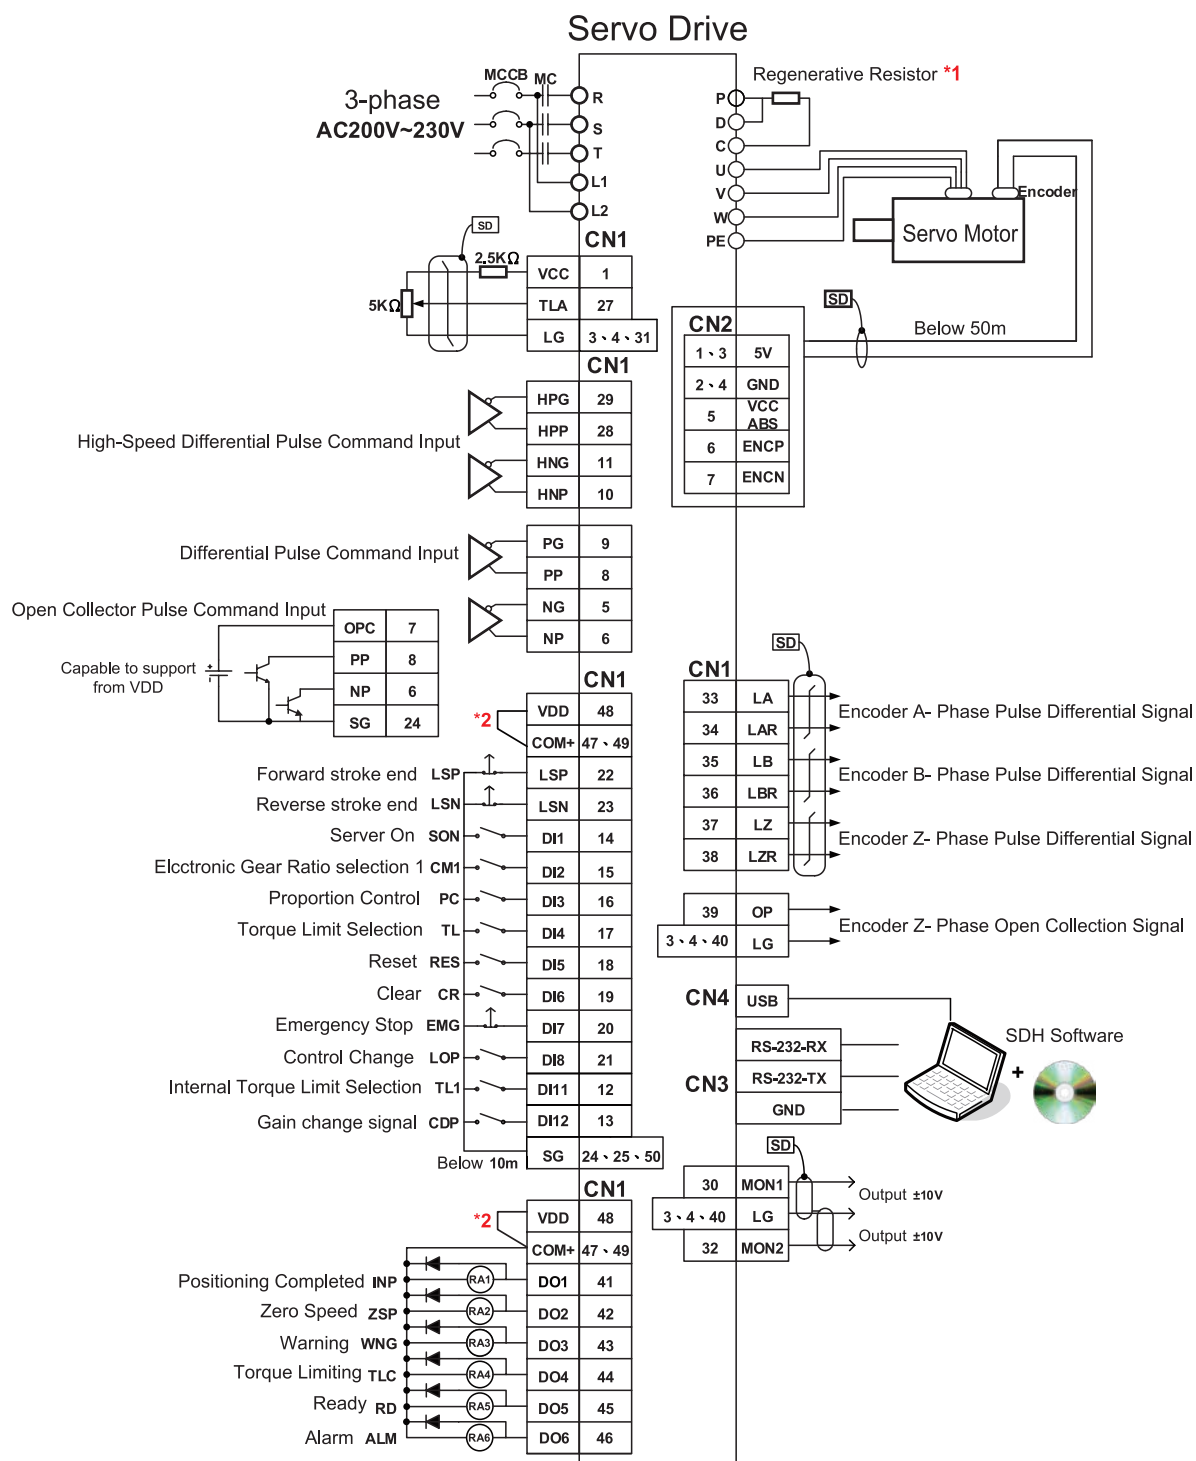 Servo Drive
MCCB MC
3-phase
AC200V~230V
R
S
T
L1
L2
Regenerative Resistor *1
P
D
C
U
V
W
PE
Encoder
Servo Motor
SD
CN1
2.5KΩ
5KΩ
VCC 1
TLA 27
LG 3、4、31
SD
Below 50m
CN2
1、3 5V
2、4 GND
5 VCC ABS
6 ENCP
7 ENCN
CN1
High-Speed Differential Pulse Command Input
HPG 29
HPP 28
HNG 11
HNP 10
Differential Pulse Command Input
PG 9
PP 8
NG 5
NP 6
Open Collector Pulse Command Input
Capable to support
from VDD
+
-
OPC 7
PP 8
NP 6
SG 24
CN1
*2
VDD 48
COM+ 47、49
Forward stroke end LSP LSP 22
Reverse stroke end LSN LSN 23
Server On SON DI1 14
Elcctronic Gear Ratio selection 1 CM1 DI2 15
Proportion Control PC DI3 16
Torque Limit Selection TL DI4 17
Reset RES DI5 18
Clear CR DI6 19
Emergency Stop EMG DI7 20
Control Change LOP DI8 21
Internal Torque Limit Selection TL1 DI11 12
Gain change signal CDP DI12 13
Below 10m SG 24、25、50
SD
CN1
33 LA
34 LAR
35 LB
36 LBR
37 LZ
38 LZR
Encoder A- Phase Pulse Differential Signal
Encoder B- Phase Pulse Differential Signal
Encoder Z- Phase Pulse Differential Signal
39 OP
3、4、40 LG
Encoder Z- Phase Open Collection Signal
CN4 USB
CN3
RS-232-RX
RS-232-TX
GND
SDH Software
+
SD
30 MON1
3、4、40 LG
32 MON2
Output ±10V
Output ±10V
CN1
*2
VDD 48
COM+ 47、49
Positioning Completed INP RA1 DO1 41
Zero Speed ZSP RA2 DO2 42
Warning WNG RA3 DO3 43
Torque Limiting TLC RA4 DO4 44
Ready RD RA5 DO5 45
Alarm ALM RA6 DO6 46